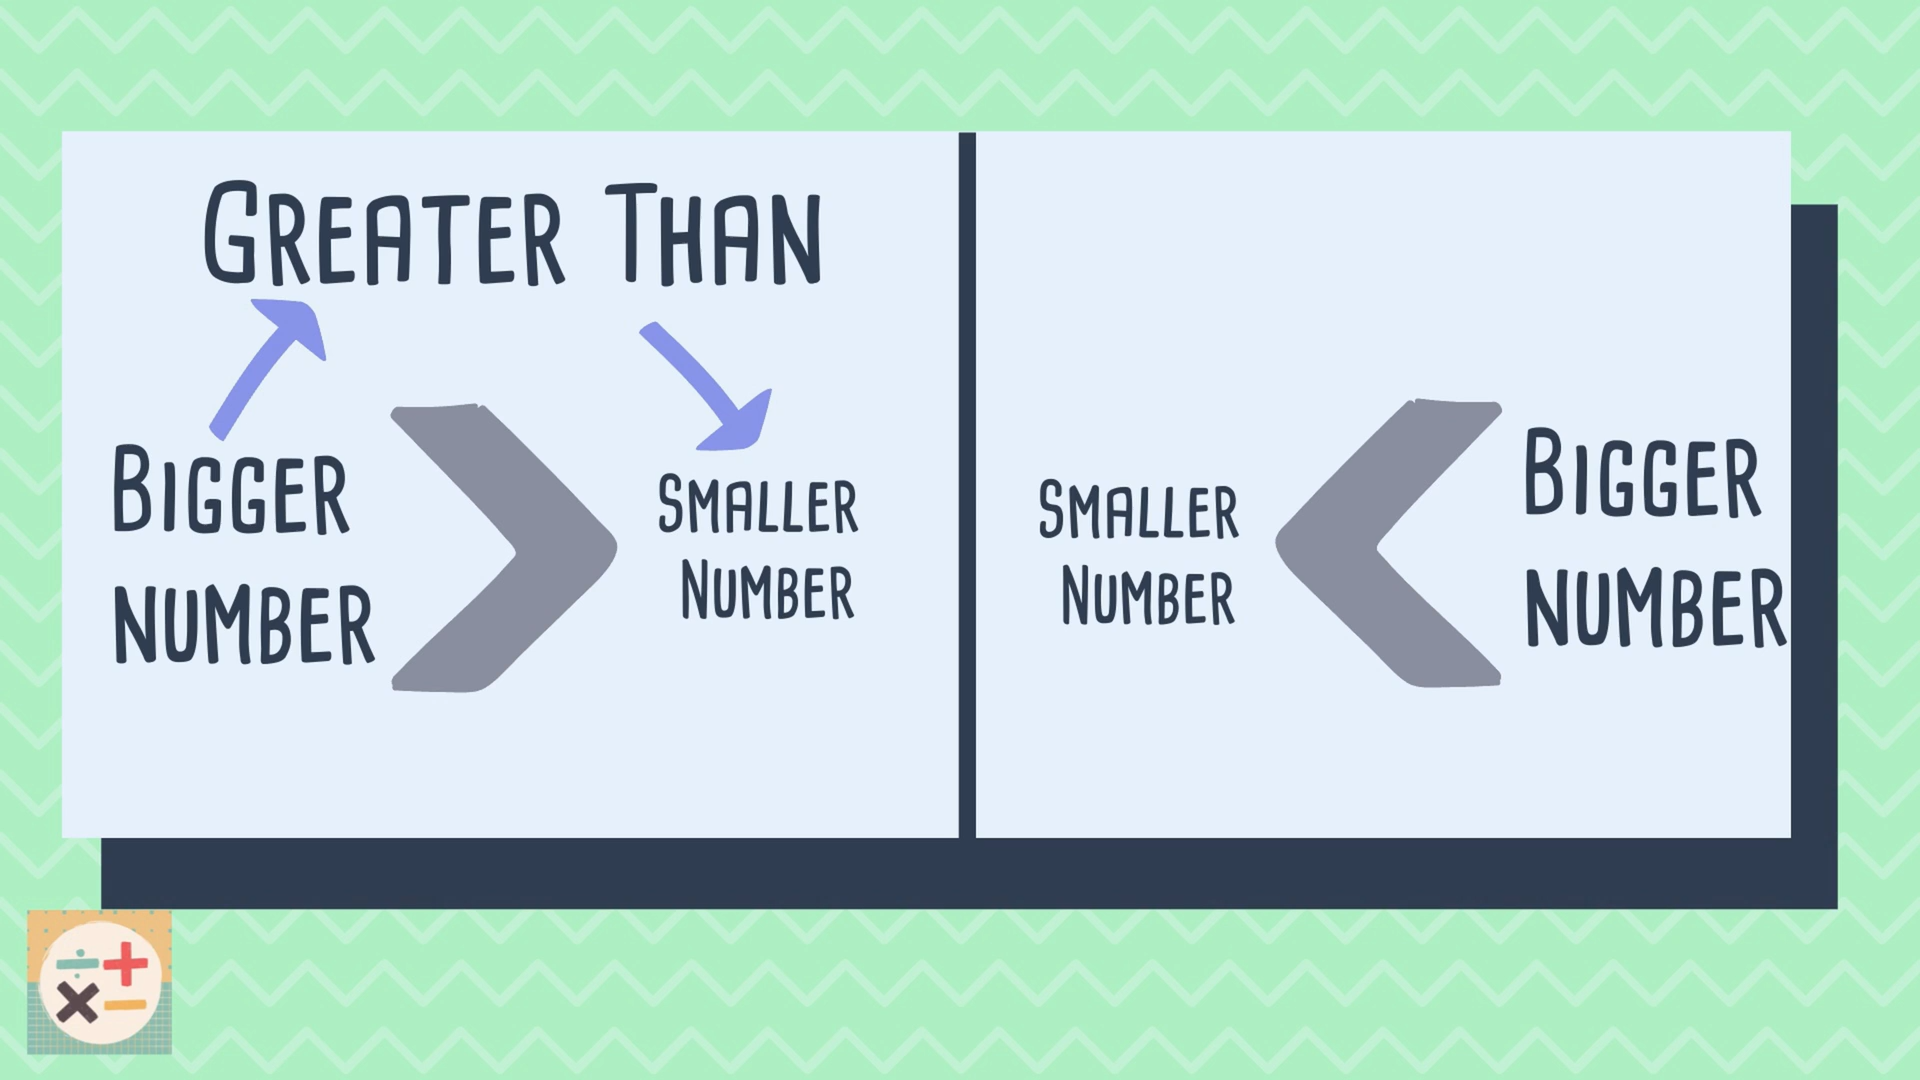 Greater Than
Bigger
number
>
Smaller
Number
Smaller
Number
<
Bigger
number